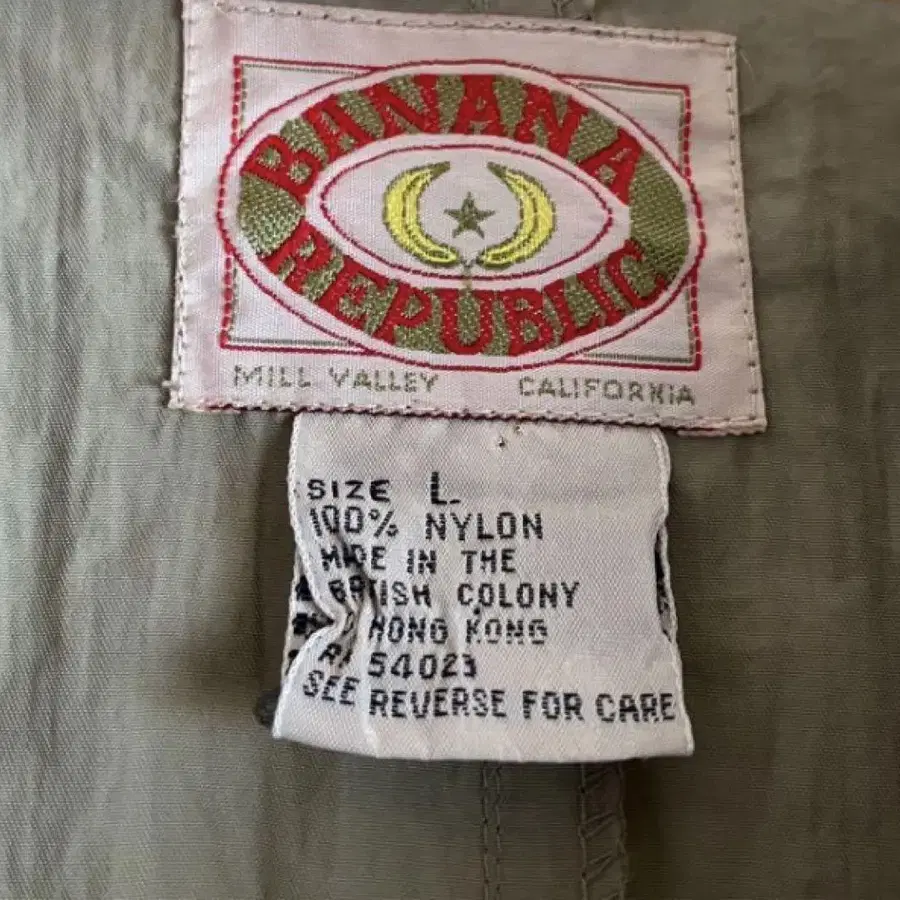 BANANA
REPUBLIC
MILL VALLEY CALIFORNIA
SIZE L
100% NYLON
MADE IN THE
BRITISH COLONY
HONG KONG
54023
SEE REVERSE FOR CARE